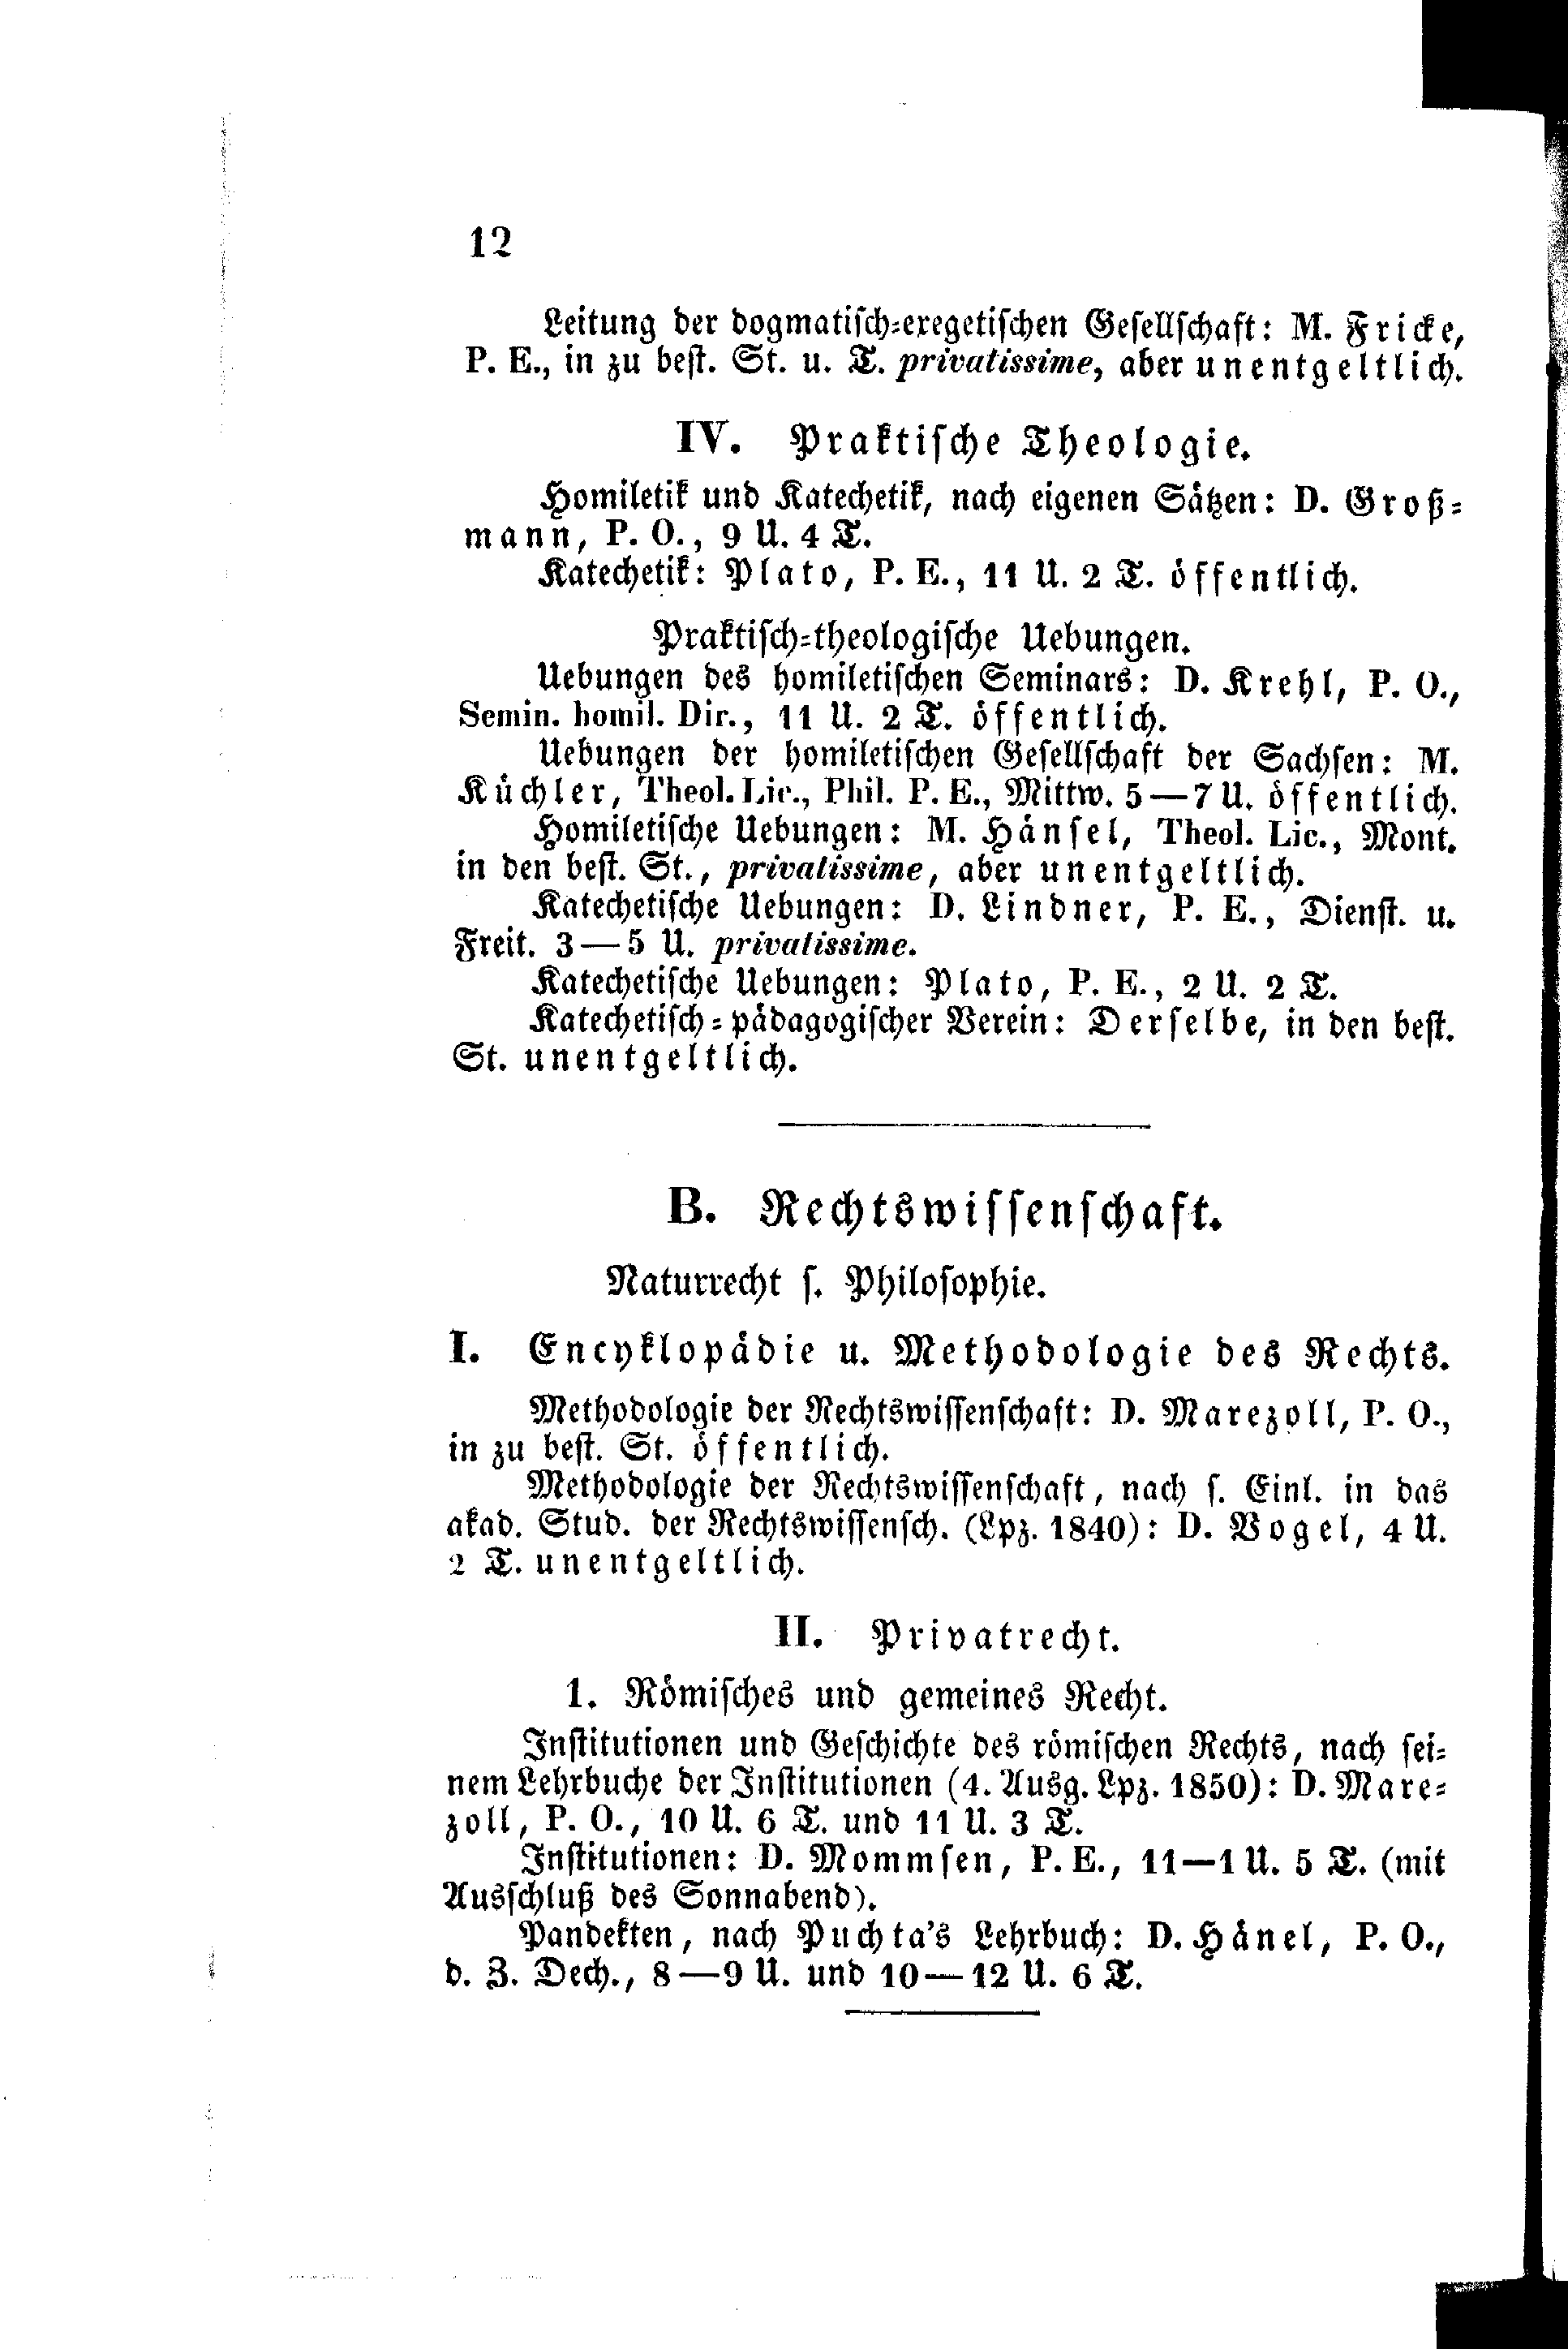 12
Leitung der dogmatisch-exegetischen Gesellschaft: M. Fricke,
P. E., in zu best. St. u. T. privatissime, aber unentgeltlich.
IV. Praktische Theologie.
Homiletik und Katechetik, nach eigenen Sätzen: D. Groß-
mann, P. O., 9 U. 4 T.
Katechetik: Plato, P. E., 11 U. 2 T. öffentlich.
Praktisch-theologische Uebungen.
Uebungen des homiletischen Seminars: D. Krehl, P. O.,
Semin. homil. Dir., 11 U. 2 T. öffentlich.
Uebungen der homiletischen Gesellschaft der Sachsen: M.
Küchler, Theol. Lic., Phil. P. E., Mittw. 5—7 U. öffentlich.
Homiletische Uebungen: M. Hänsel, Theol. Lic., Mont.
in den best. St., privatissime, aber unentgeltlich.
Katechetische Uebungen: D. Lindner, P. E., Dienst. u.
Freit. 3—5 U. privatissime.
Katechetische Uebungen: Plato, P. E., 2 U. 2 T.
Katechetisch-pädagogischer Verein: Derselbe, in den best.
St. unentgeltlich.
B. Rechtswissenschaft.
Naturrecht s. Philosophie.
I. Encyklopädie u. Methodologie des Rechts.
Methodologie der Rechtswissenschaft: D. Marezoll, P. O.,
in zu best. St. öffentlich.
Methodologie der Rechtswissenschaft, nach s. Einl. in das
akad. Stud. der Rechtswissensch. (Lpz. 1840): D. Vogel, 4 U.
2 T. unentgeltlich.
II. Privatrecht.
1. Römisches und gemeines Recht.
Institutionen und Geschichte des römischen Rechts, nach sei-
nem Lehrbuche der Institutionen (4. Ausg. Lpz. 1850): D. Mare-
zoll, P. O., 10 U. 6 T. und 11 U. 3 T.
Institutionen: D. Mommsen, P. E., 11—1 U. 5 T. (mit
Ausschluß des Sonnabend).
Pandekten, nach Puchta's Lehrbuch: D. Hänel, P. O.,
d. Z. Dech., 8—9 U. und 10—12 U. 6 T.